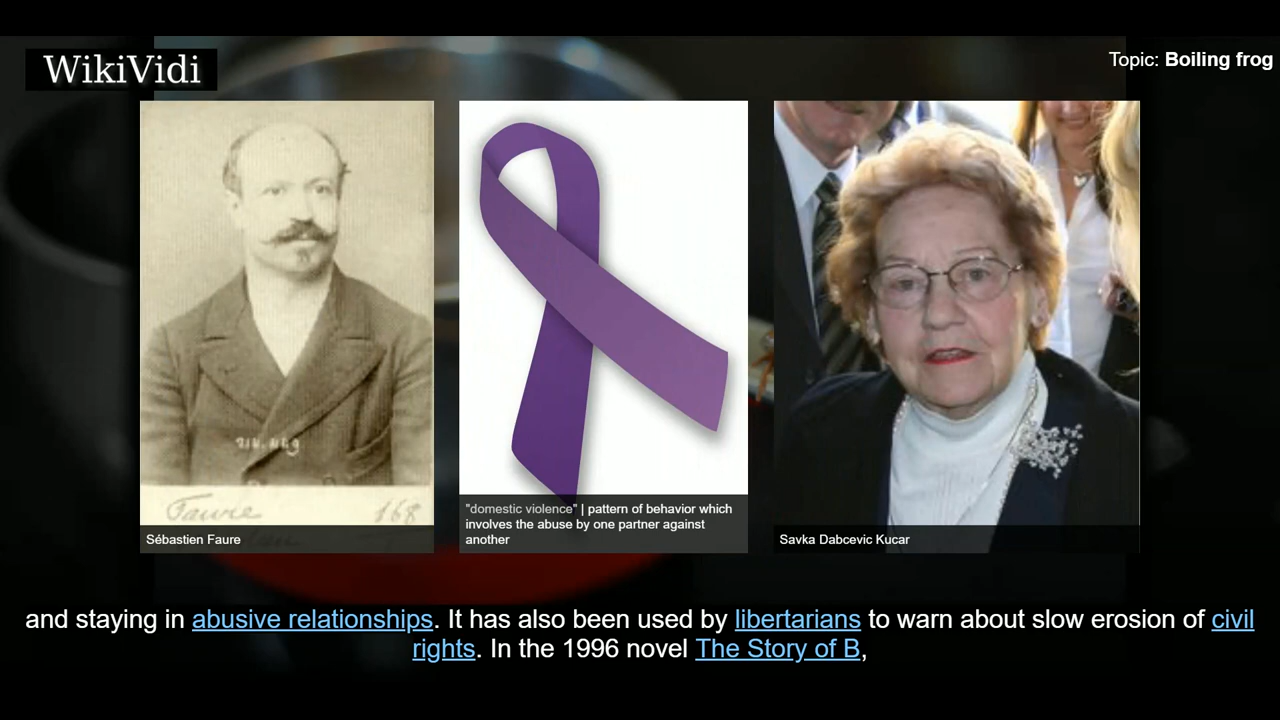 WikiVidi
Topic: Boiling frog
Faure 168
Sébastien Faure
"domestic violence" | pattern of behavior which
involves the abuse by one partner against
another
Savka Dabcevic Kucar
and staying in abusive relationships. It has also been used by libertarians to warn about slow erosion of civil
rights. In the 1996 novel The Story of B,